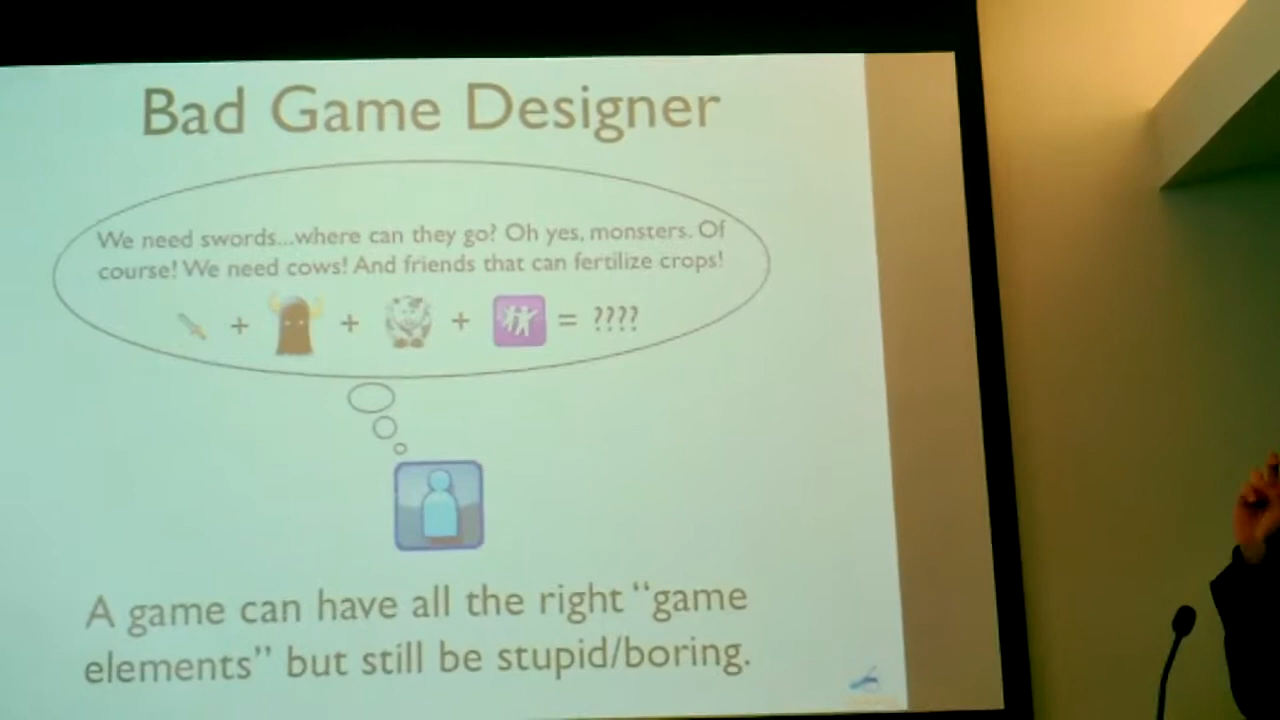 Bad Game Designer
We need swords...where can they go? Oh yes, monsters. Of
course! We need cows! And friends that can fertilize crops!
+ + + = ????
A game can have all the right “game
elements” but still be stupid/boring.